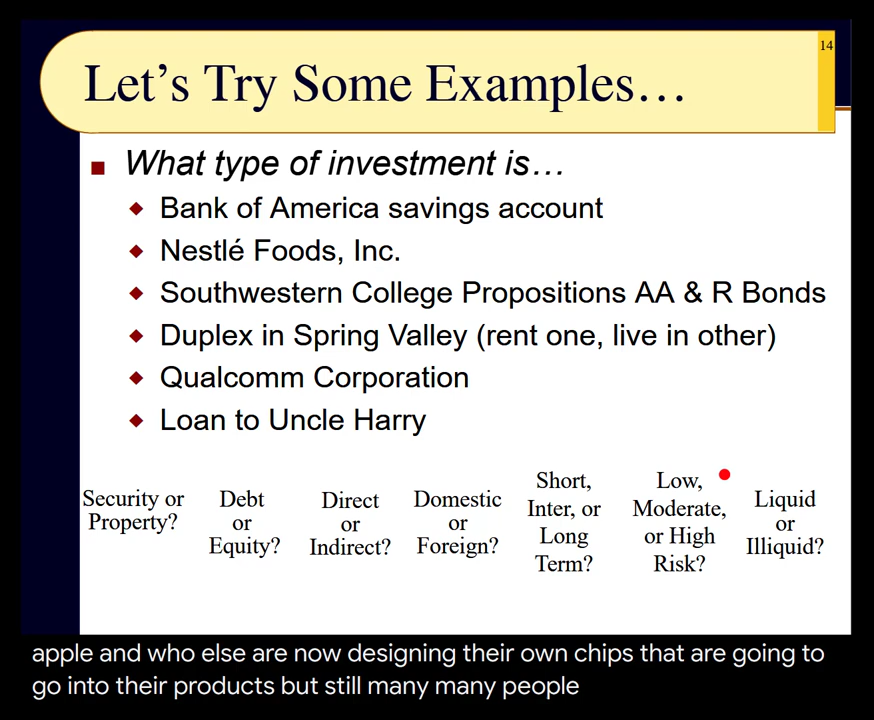 14
Let's Try Some Examples…
What type of investment is…
Bank of America savings account
Nestlé Foods, Inc.
Southwestern College Propositions AA & R Bonds
Duplex in Spring Valley (rent one, live in other)
Qualcomm Corporation
Loan to Uncle Harry
Security or
Property?
Debt
or
Equity?
Direct
or
Indirect?
Domestic
or
Foreign?
Short,
Inter, or
Long
Term?
Low,
Moderate,
or High
Risk?
Liquid
or
Illiquid?
apple and who else are now designing their own chips that are going to
go into their products but still many many people